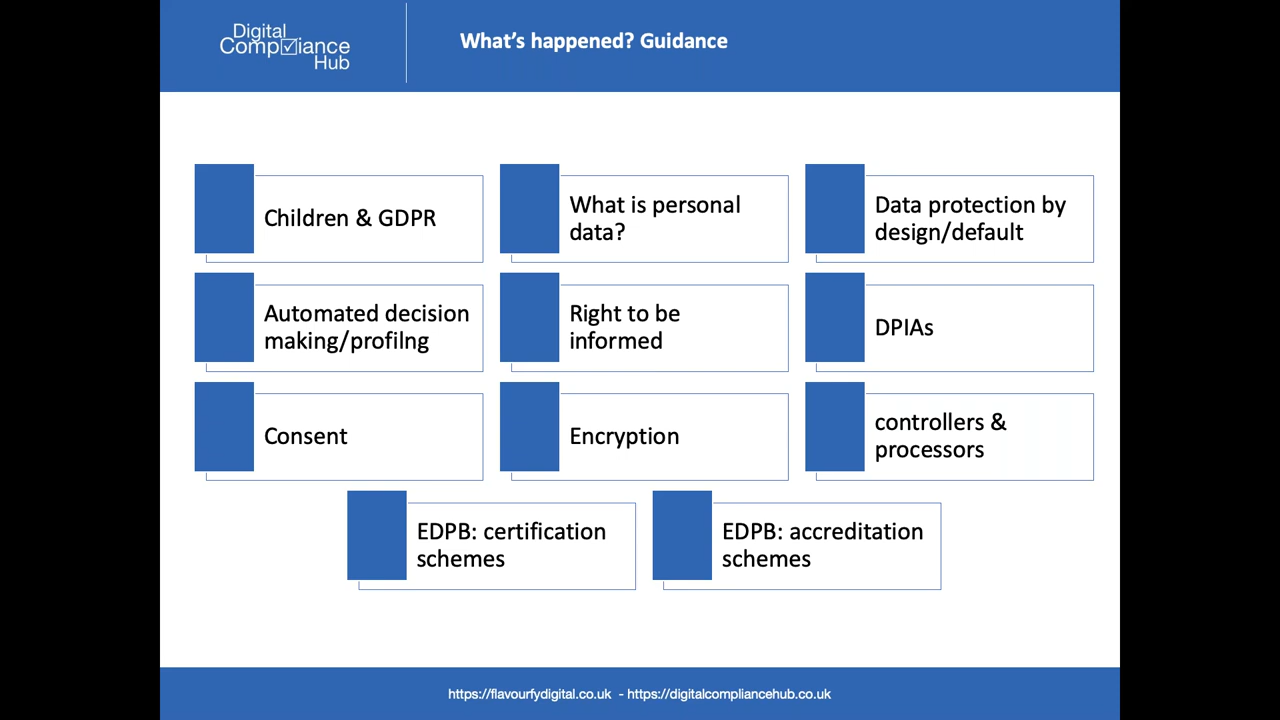 Digital
Compliance
Hub
What's happened? Guidance
Children & GDPR
What is personal
data?
Data protection by
design/default
Automated decision
making/profilng
Right to be
informed
DPIAs
Consent
Encryption
controllers &
processors
EDPB: certification
schemes
EDPB: accreditation
schemes
https://flavourfydigital.co.uk - https://digitalcompliancehub.co.uk